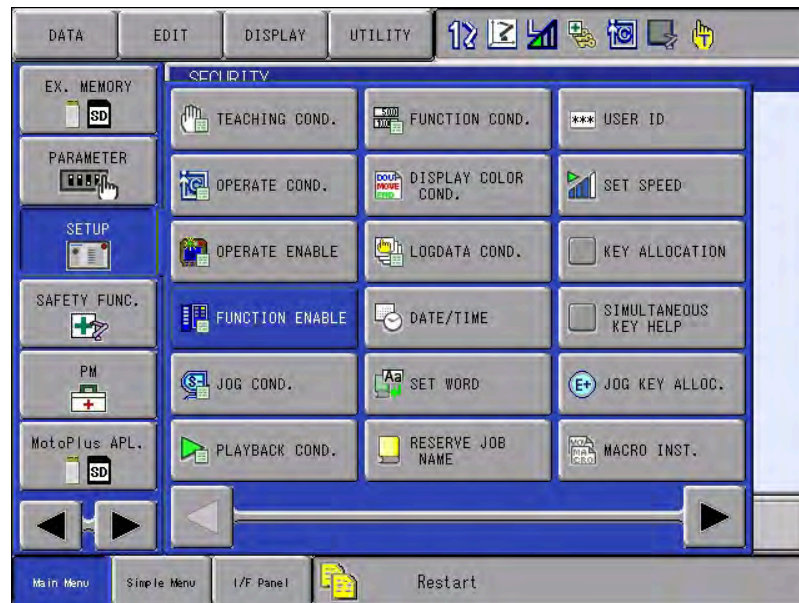 DATA
EDIT
DISPLAY
UTILITY
SECURITY
EX. MEMORY
SD
PARAMETER
SETUP
SAFETY FUNC.
PM
MotoPlus APL.
SD
TEACHING COND.
FUNCTION COND.
*** USER ID
OPERATE COND.
DISPLAY COLOR
COND.
SET SPEED
OPERATE ENABLE
LOGDATA COND.
KEY ALLOCATION
FUNCTION ENABLE
DATE/TIME
SIMULTANEOUS
KEY HELP
JOG COND.
Aa
SET WORD
E+
JOG KEY ALLOC.
PLAYBACK COND.
RESERVE JOB
NAME
MACRO INST.
Main Menu
Simple Menu
I/F Panel
Restart